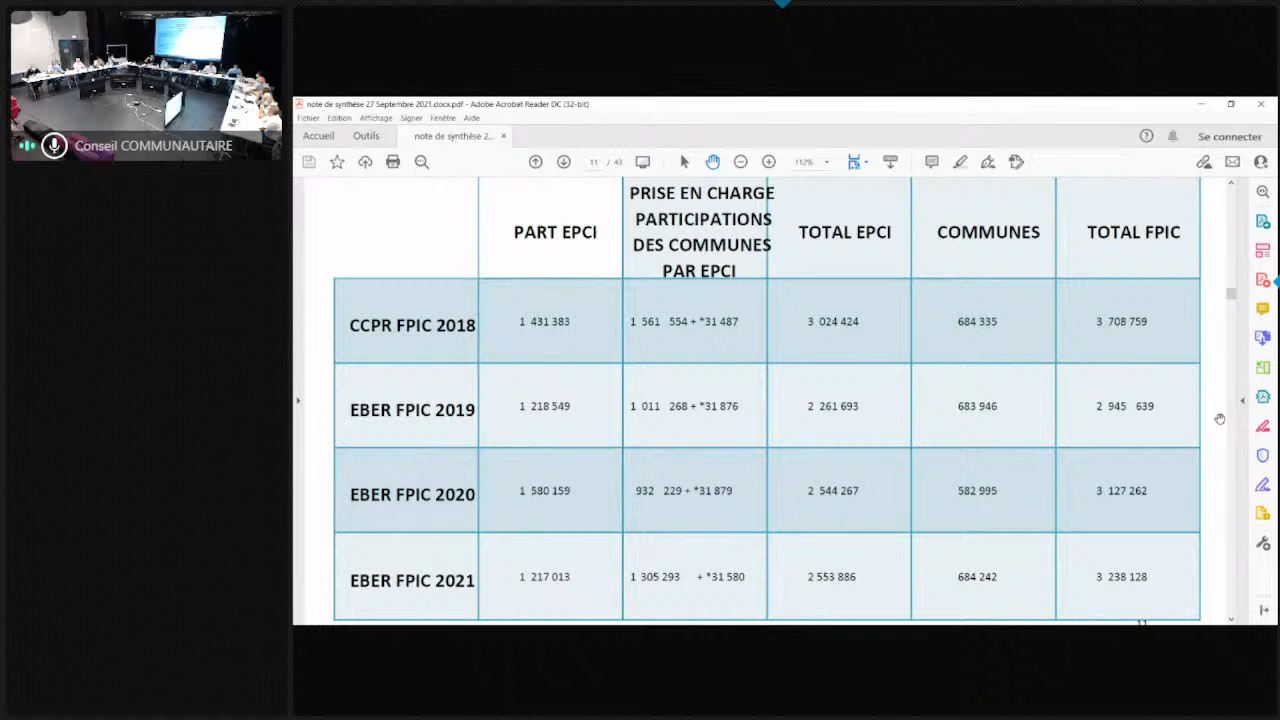 Conseil COMMUNAUTAIRE
note de synthèse 27 Septembre 2021.docx.pdf - Adobe Acrobat Reader DC (32-bit)
Fichier Edition Affichage Signer Fenêtre Aide
Accueil Outils note de synthèse 2... × Se connecter
11 / 43 112%
PART EPCI PRISE EN CHARGE PARTICIPATIONS DES COMMUNES PAR EPCI TOTAL EPCI COMMUNES TOTAL FPIC
CCPR FPIC 2018 1 431 383 1 561 554 + *31 487 3 024 424 684 335 3 708 759
EBER FPIC 2019 1 218 549 1 011 268 + *31 876 2 261 693 683 946 2 945 639
EBER FPIC 2020 1 580 159 932 229 + *31 879 2 544 267 582 995 3 127 262
EBER FPIC 2021 1 217 013 1 305 293 + *31 580 2 553 886 684 242 3 238 128
11